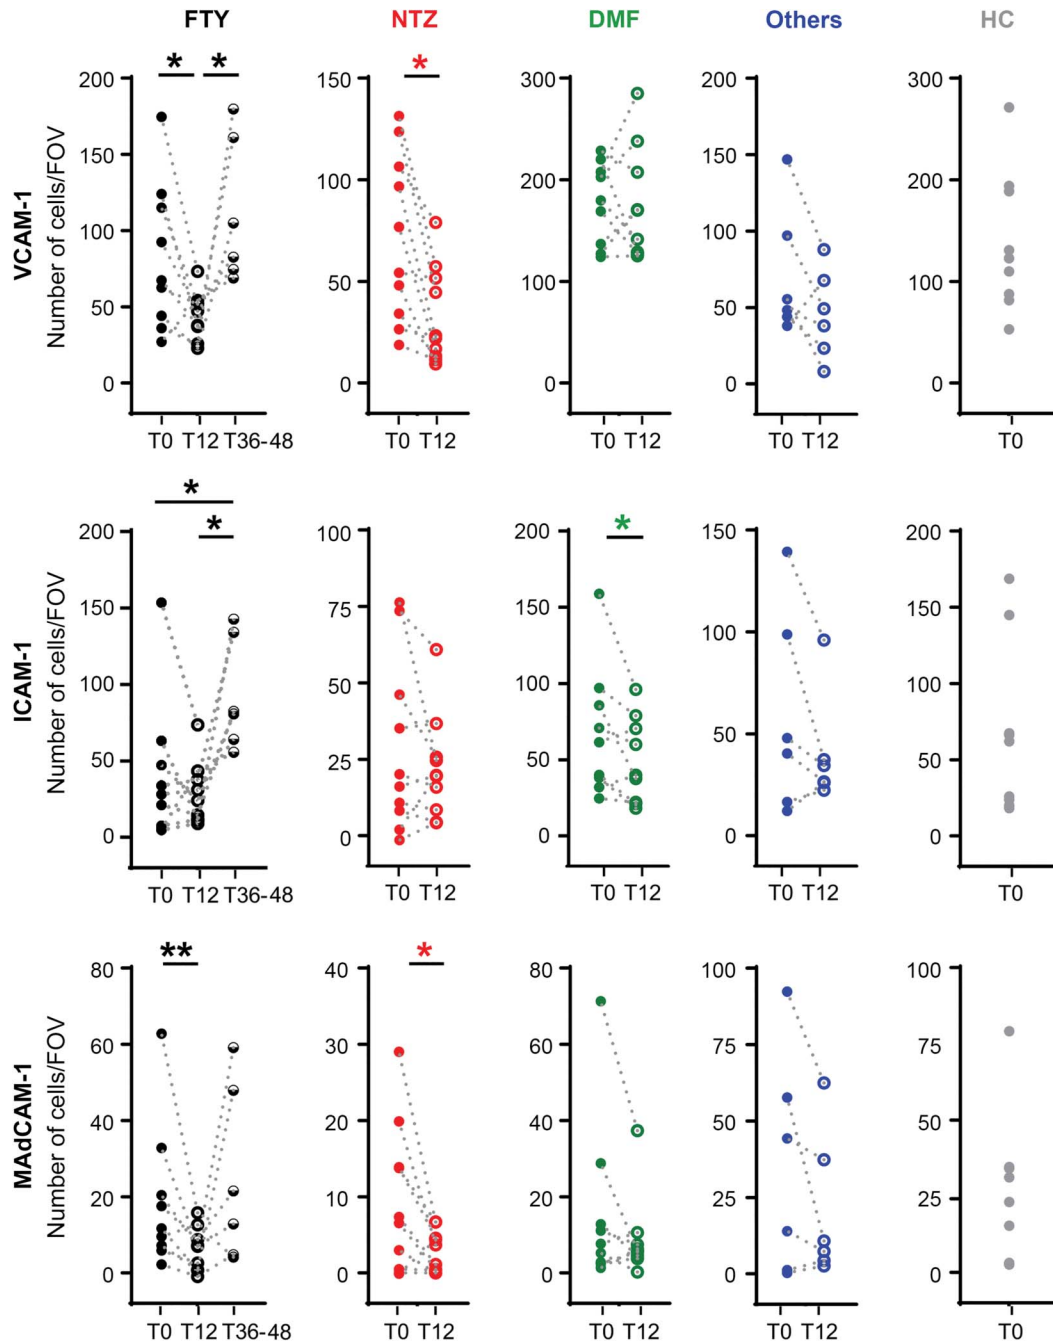 FTY NTZ DMF Others HC
* * *
VCAM-1
Number of cells/FOV
200 150 300 200 300
150 150
100 200 200
100 100
50 100 100
50 50
0 0 0 0 0
T0 T12 T36-48 T0 T12 T0 T12 T0 T12 T0
* * *
ICAM-1
Number of cells/FOV
200 100 200 150 200
150 75 150 150
100 50 100 100 100
50 25 50 50 50
0 0 0 0 0
T0 T12 T36-48 T0 T12 T0 T12 T0 T12 T0
** *
MAdCAM-1
Number of cells/FOV
80 40 80 100 100
60 30 60 75 75
40 20 40 50 50
20 10 20 25 25
0 0 0 0 0
T0 T12 T36-48 T0 T12 T0 T12 T0 T12 T0